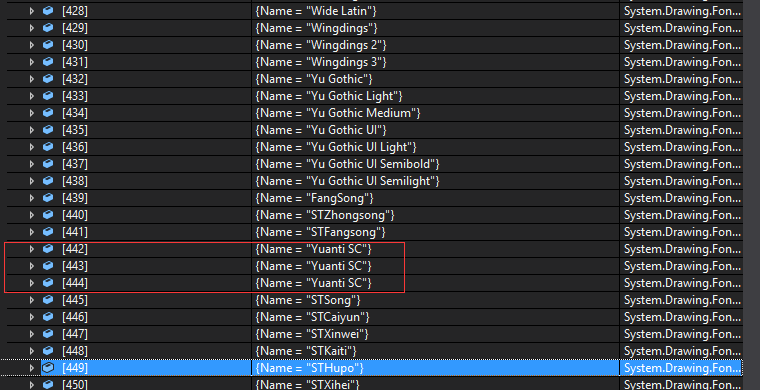 [428] {Name = "Wide Latin"} System.Drawing.Fon...
[429] {Name = "Wingdings"} System.Drawing.Fon...
[430] {Name = "Wingdings 2"} System.Drawing.Fon...
[431] {Name = "Wingdings 3"} System.Drawing.Fon...
[432] {Name = "Yu Gothic"} System.Drawing.Fon...
[433] {Name = "Yu Gothic Light"} System.Drawing.Fon...
[434] {Name = "Yu Gothic Medium"} System.Drawing.Fon...
[435] {Name = "Yu Gothic UI"} System.Drawing.Fon...
[436] {Name = "Yu Gothic UI Light"} System.Drawing.Fon...
[437] {Name = "Yu Gothic UI Semibold"} System.Drawing.Fon...
[438] {Name = "Yu Gothic UI Semilight"} System.Drawing.Fon...
[439] {Name = "FangSong"} System.Drawing.Fon...
[440] {Name = "STZhongsong"} System.Drawing.Fon...
[441] {Name = "STFangsong"} System.Drawing.Fon...
[442] {Name = "Yuanti SC"} System.Drawing.Fon...
[443] {Name = "Yuanti SC"} System.Drawing.Fon...
[444] {Name = "Yuanti SC"} System.Drawing.Fon...
[445] {Name = "STSong"} System.Drawing.Fon...
[446] {Name = "STCaiyun"} System.Drawing.Fon...
[447] {Name = "STXinwei"} System.Drawing.Fon...
[448] {Name = "STKaiti"} System.Drawing.Fon...
[449] {Name = "STHupo"} System.Drawing.Fon...
[450] {Name = "STXihei"} System.Drawing.Fon...